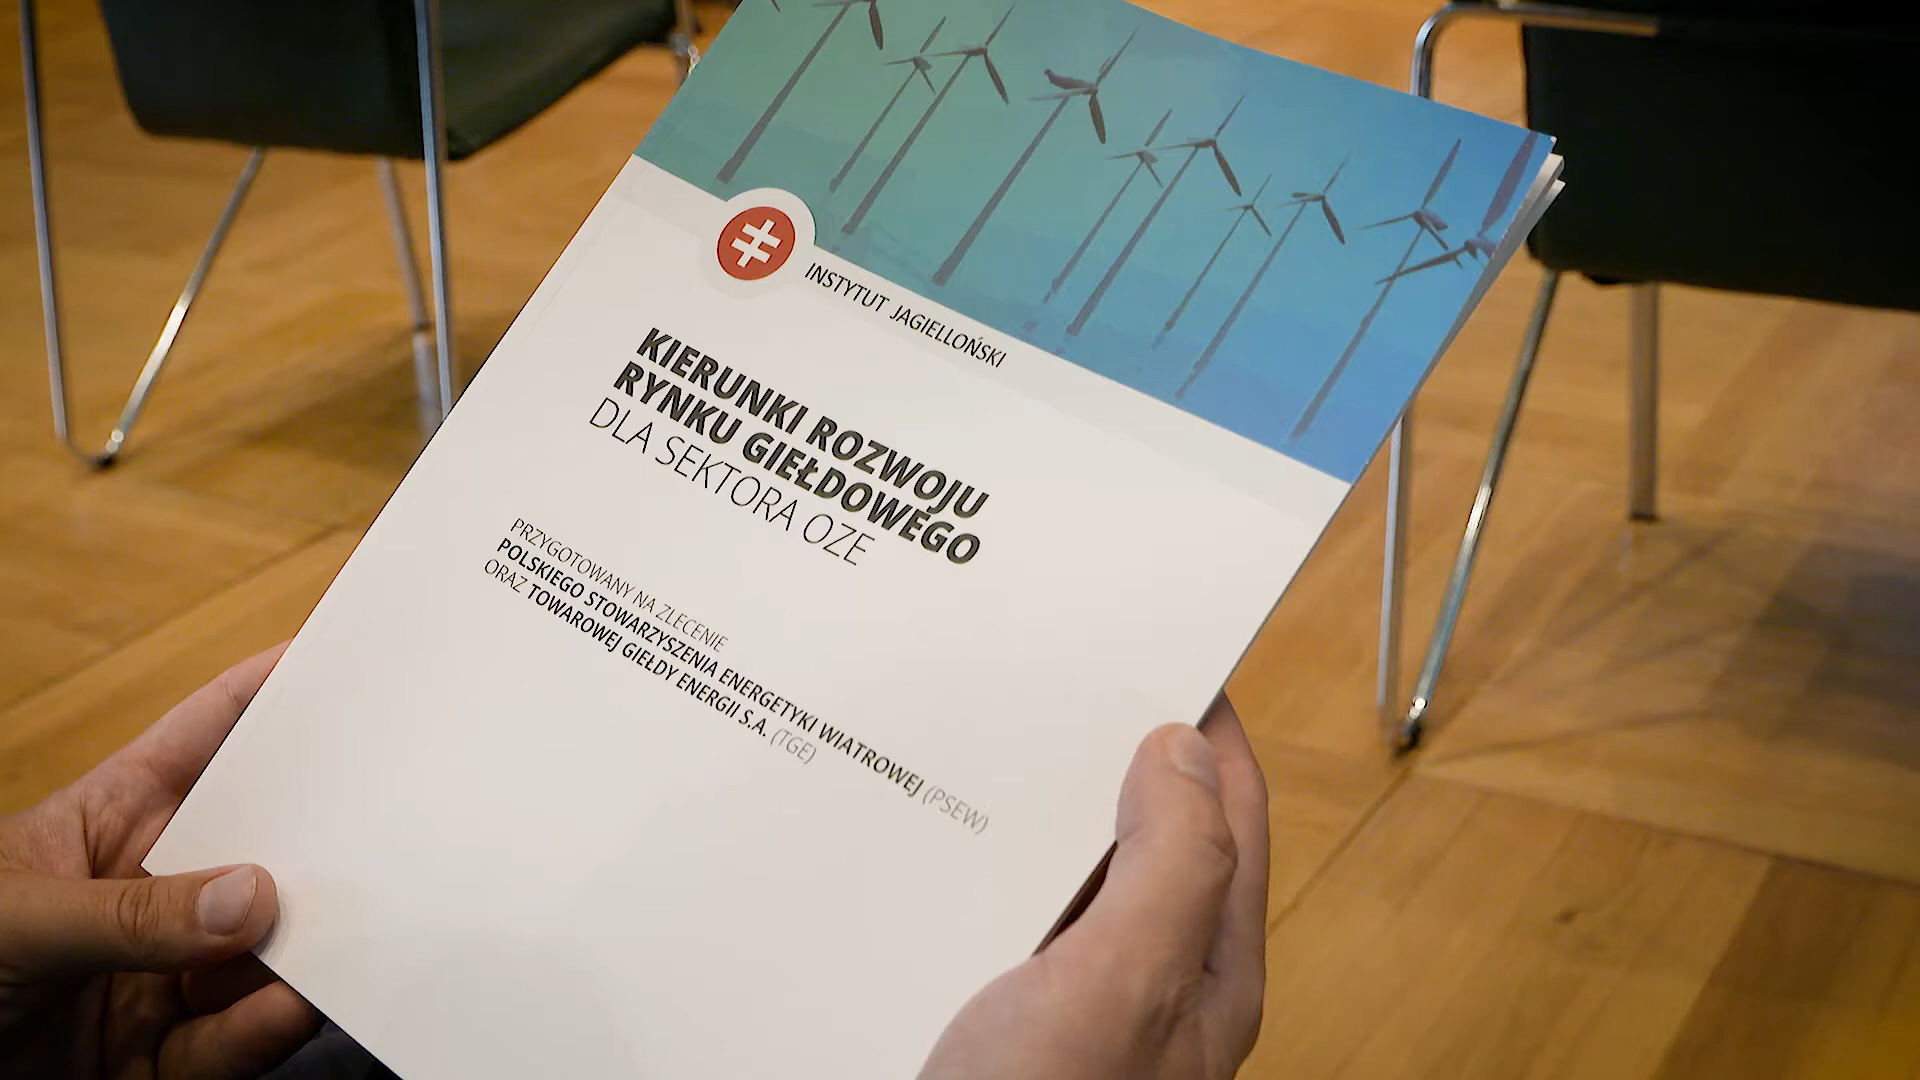 INSTYTUT JAGIELLOŃSKI
KIERUNKI ROZWOJU
RYNKU GIEŁDOWEGO
DLA SEKTORA OZE
PRZYGOTOWANY NA ZLECENIE
POLSKIEGO STOWARZYSZENIA ENERGETYKI WIATROWEJ (PSEW)
ORAZ TOWAROWEJ GIEŁDY ENERGII S.A. (TGE)